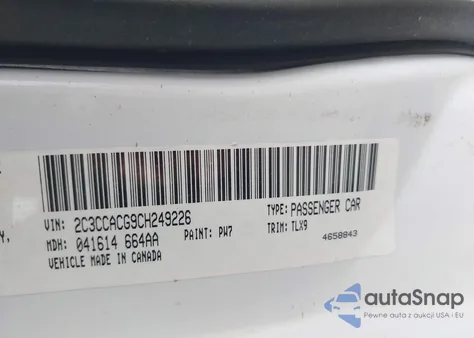 VIN: 2C3CCACG9CH249226
TYPE: PASSENGER CAR
Y,
MDH: 041614 664AA
PAINT: PW7
TRIM: TLX9
VEHICLE MADE IN CANADA
4658843
autoSnap
Pewne auta z aukcji USA i EU